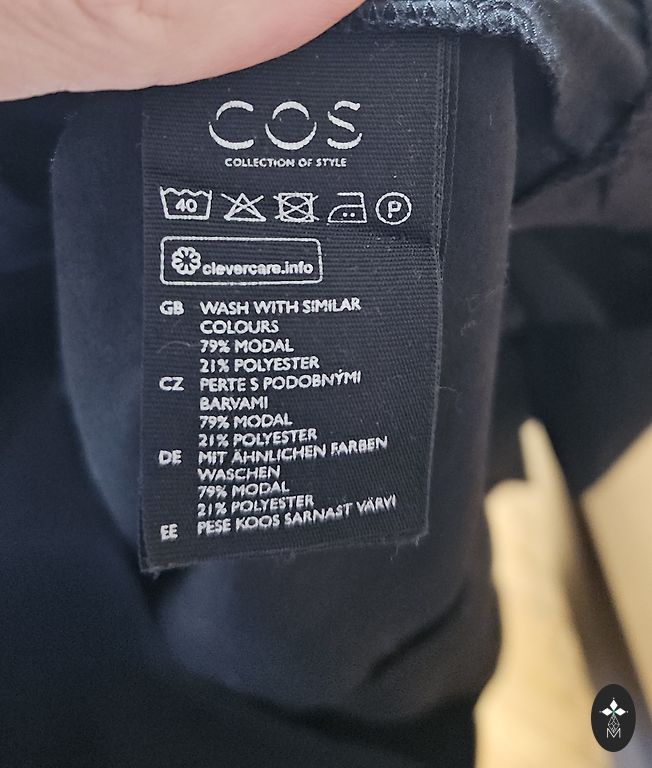 COS
COLLECTION OF STYLE
40 P
clevercare.info
GB WASH WITH SIMILAR
COLOURS
79% MODAL
21% POLYESTER
CZ PERTE S PODOBNÝMI
BARVAMI
79% MODAL
21% POLYESTER
DE MIT ÄHNLICHEN FARBEN
WASCHEN
79% MODAL
21% POLYESTER
EE PESE KOOS SARNAST VÄRVI
M